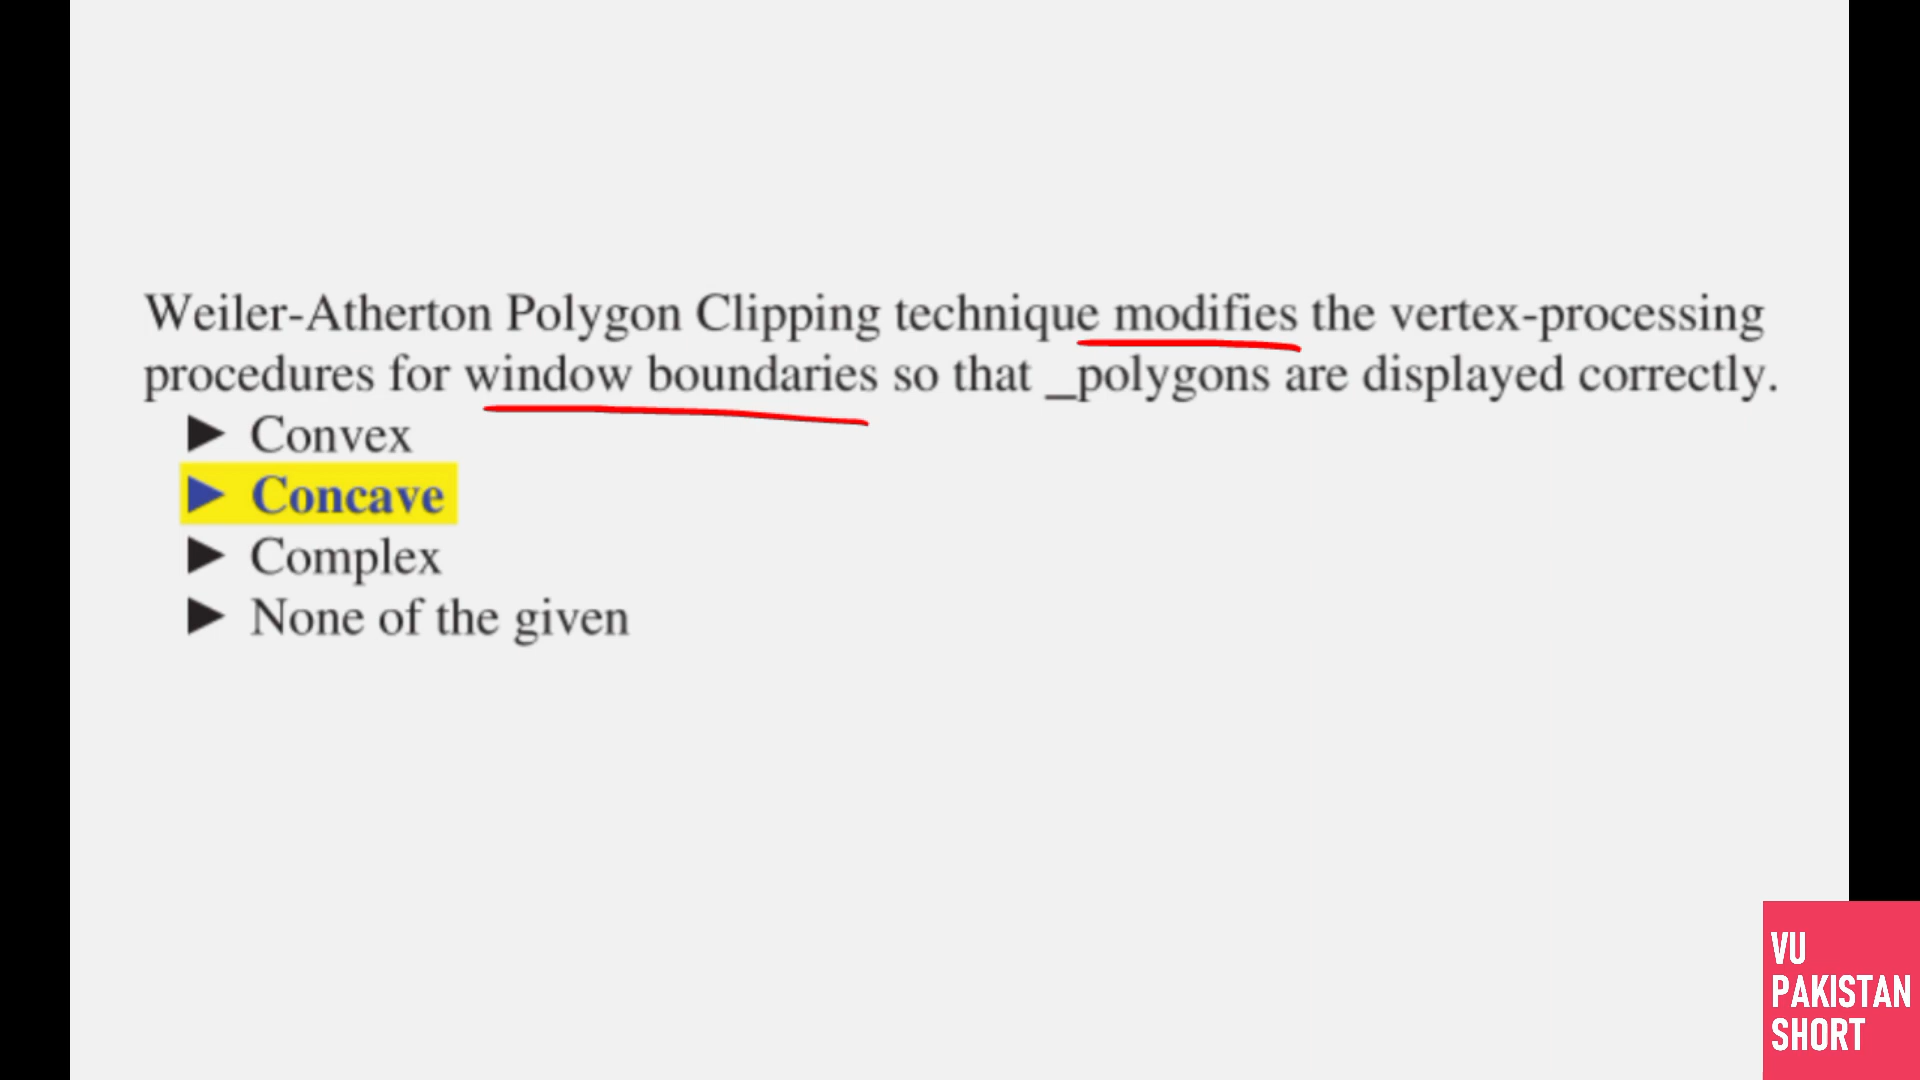 Weiler-Atherton Polygon Clipping technique modifies the vertex-processing
procedures for window boundaries so that _polygons are displayed correctly.
► Convex
► Concave
► Complex
► None of the given
VU
PAKISTAN
SHORT